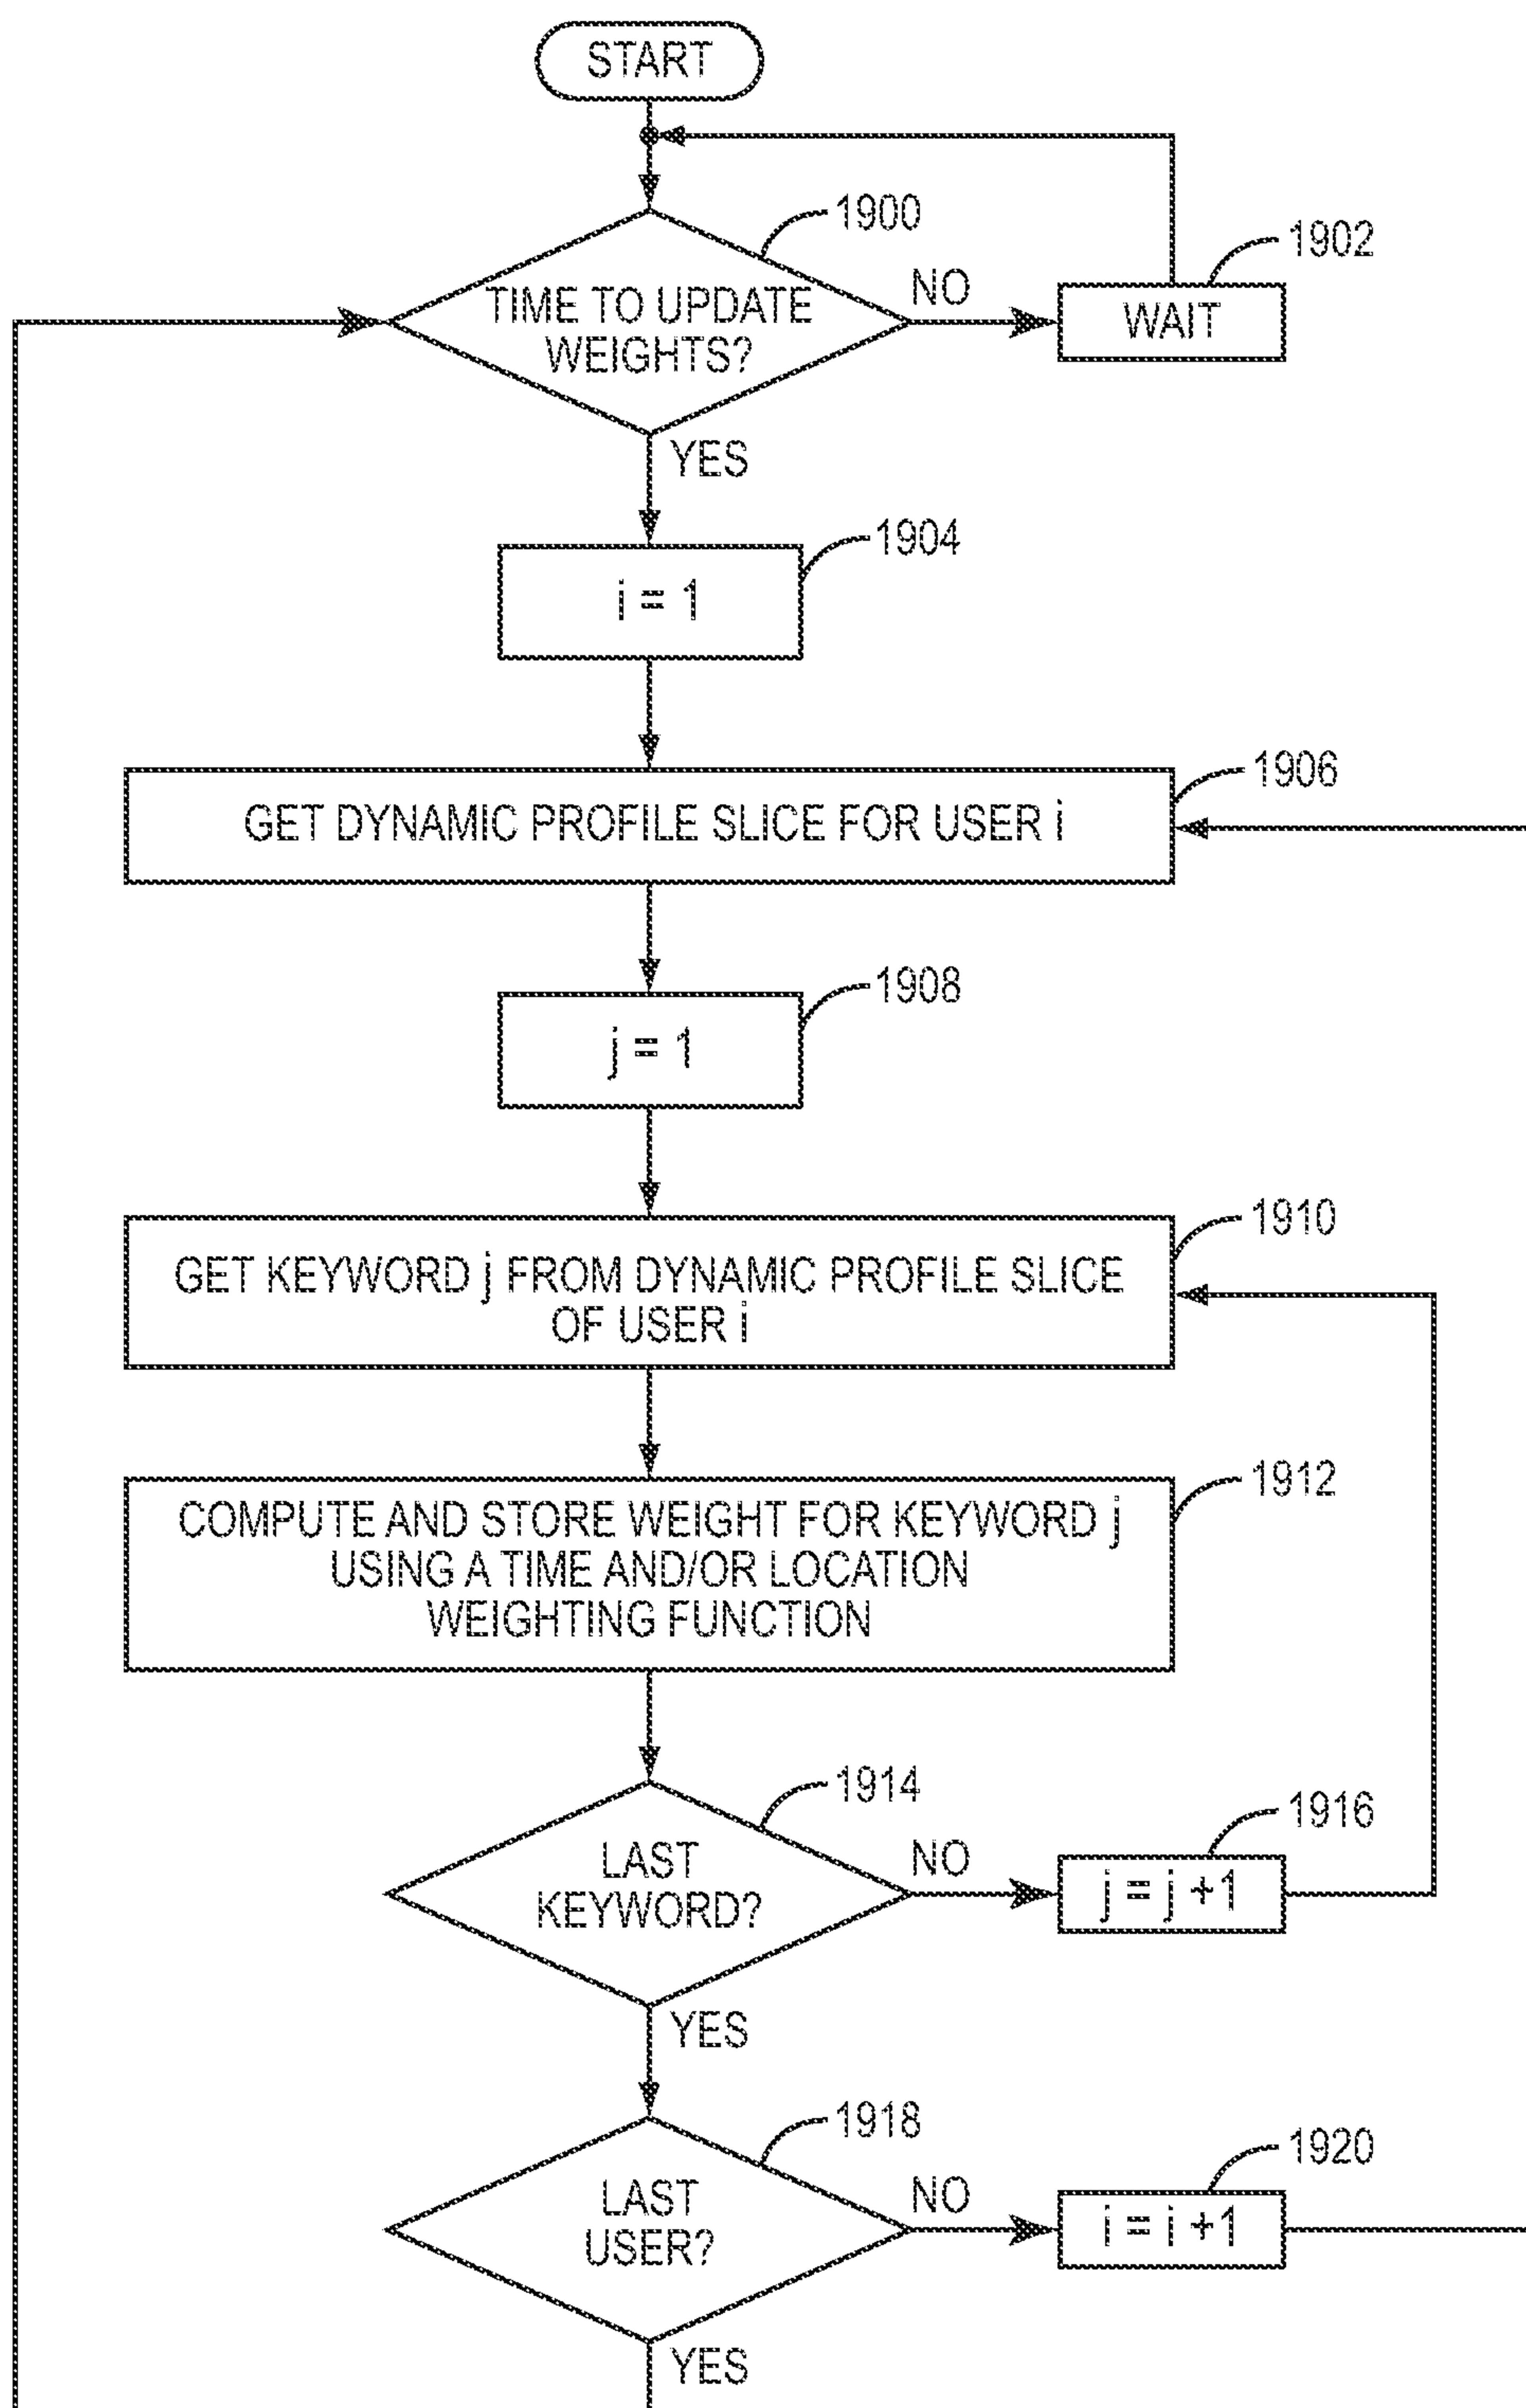 START
1900
1902
TIME TO UPDATE
WEIGHTS?
NO
WAIT
YES
1904
i = 1
1906
GET DYNAMIC PROFILE SLICE FOR USER i
1908
j = 1
1910
GET KEYWORD j FROM DYNAMIC PROFILE SLICE
OF USER i
1912
COMPUTE AND STORE WEIGHT FOR KEYWORD j
USING A TIME AND/OR LOCATION
WEIGHTING FUNCTION
1914
1916
LAST
KEYWORD?
NO
j = j +1
YES
1918
1920
LAST
USER?
NO
i = i +1
YES